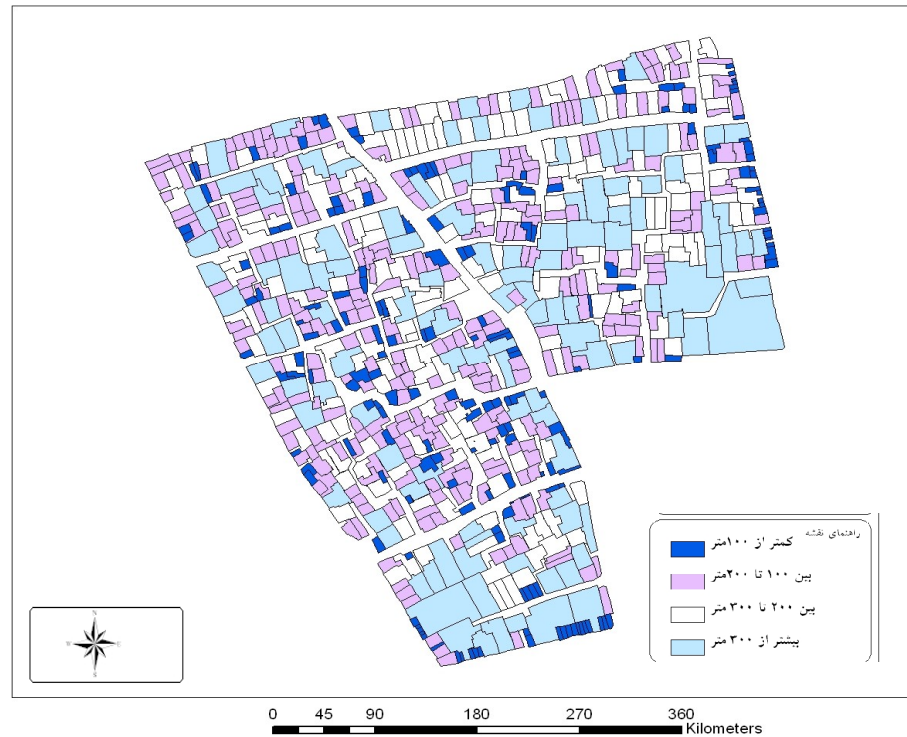 راهنمای نقشه
کمتر از ۱۰۰متر
بین ۱۰۰ تا ۲۰۰متر
بین ۲۰۰ تا ۳۰۰ متر
بیشتر از ۳۰۰ متر
N
W E
S
0 45 90 180 270 360
Kilometers